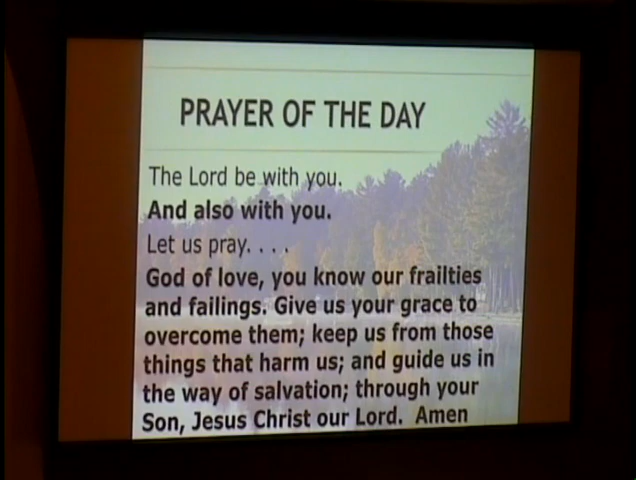 PRAYER OF THE DAY
The Lord be with you.
And also with you.
Let us pray. . . .
God of love, you know our frailties
and failings. Give us your grace to
overcome them; keep us from those
things that harm us; and guide us in
the way of salvation; through your
Son, Jesus Christ our Lord.  Amen